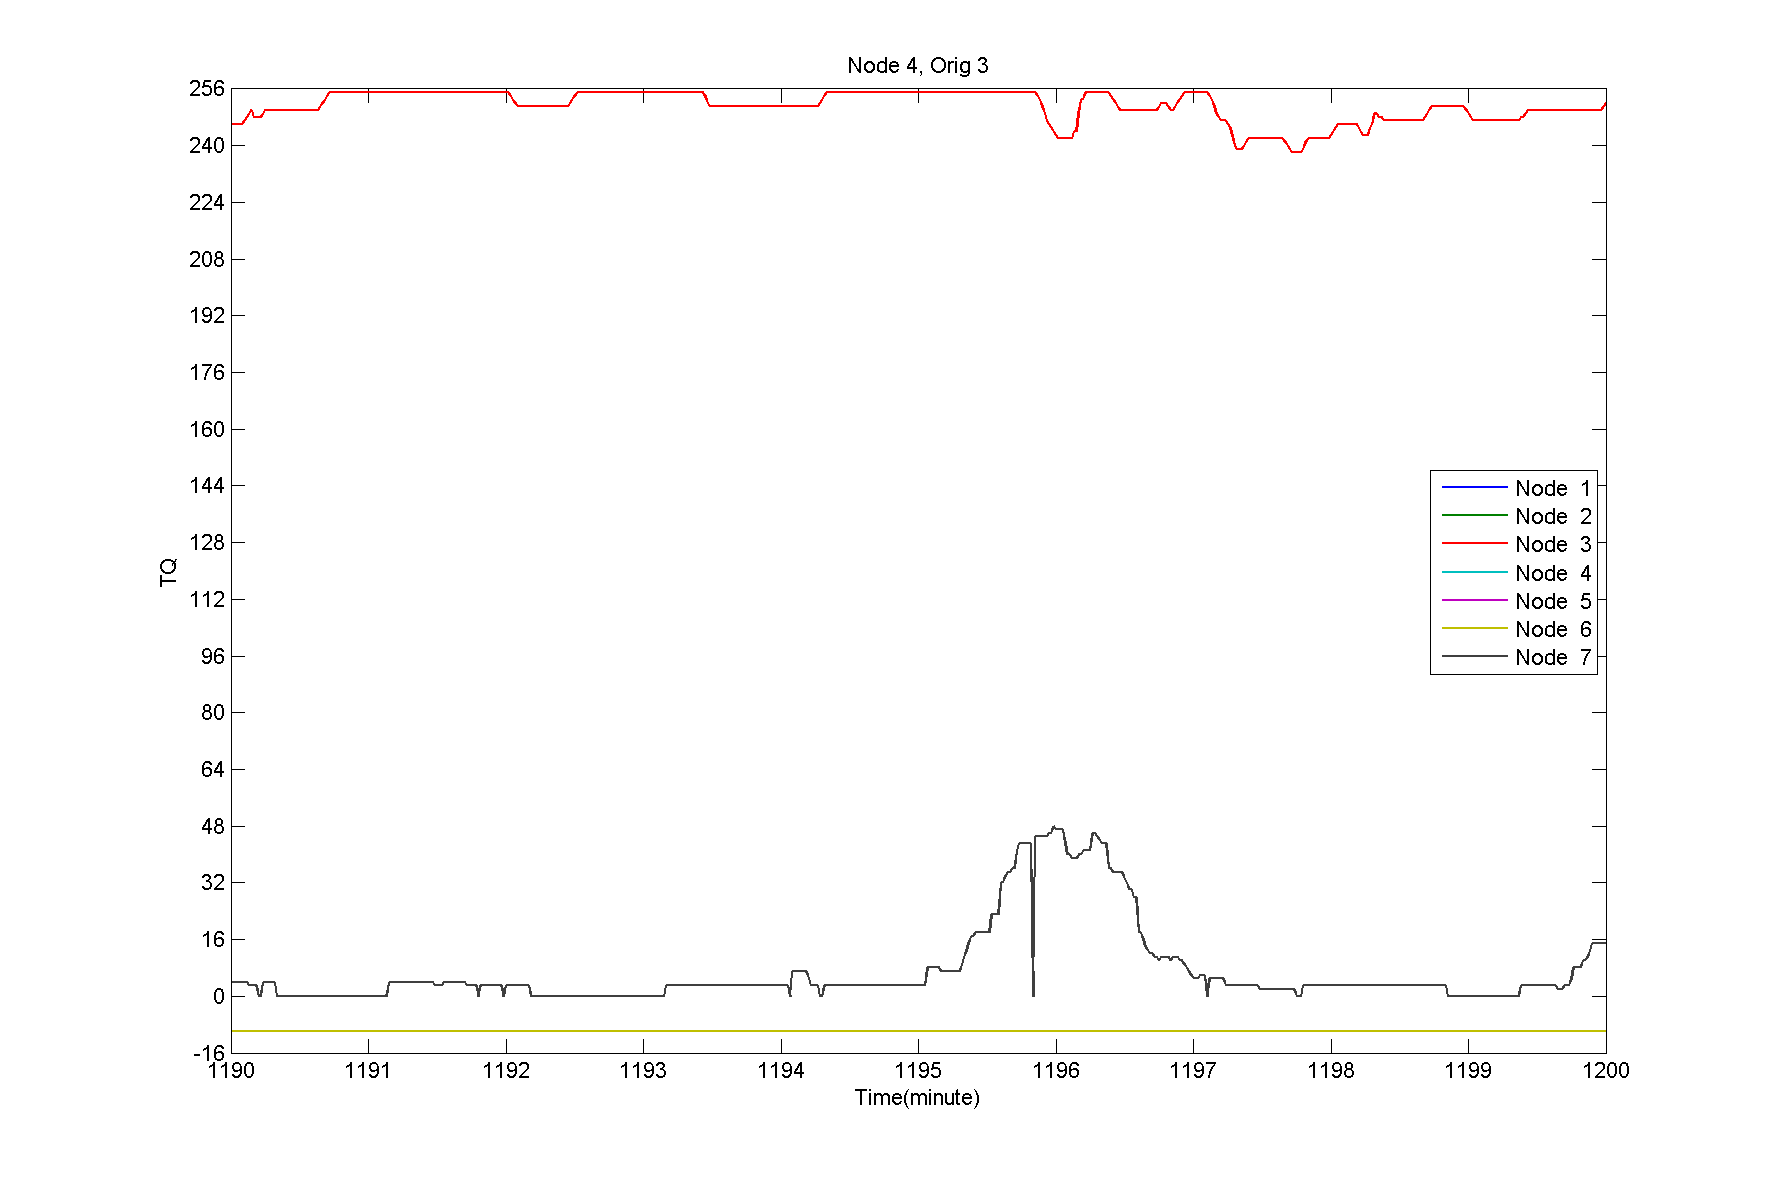 Node 4, Orig 3
256
240
224
208
192
176
160
144
128
112
96
80
64
48
32
16
0
-16
TQ
Node 1
Node 2
Node 3
Node 4
Node 5
Node 6
Node 7
1190 1191 1192 1193 1194 1195 1196 1197 1198 1199 1200
Time(minute)